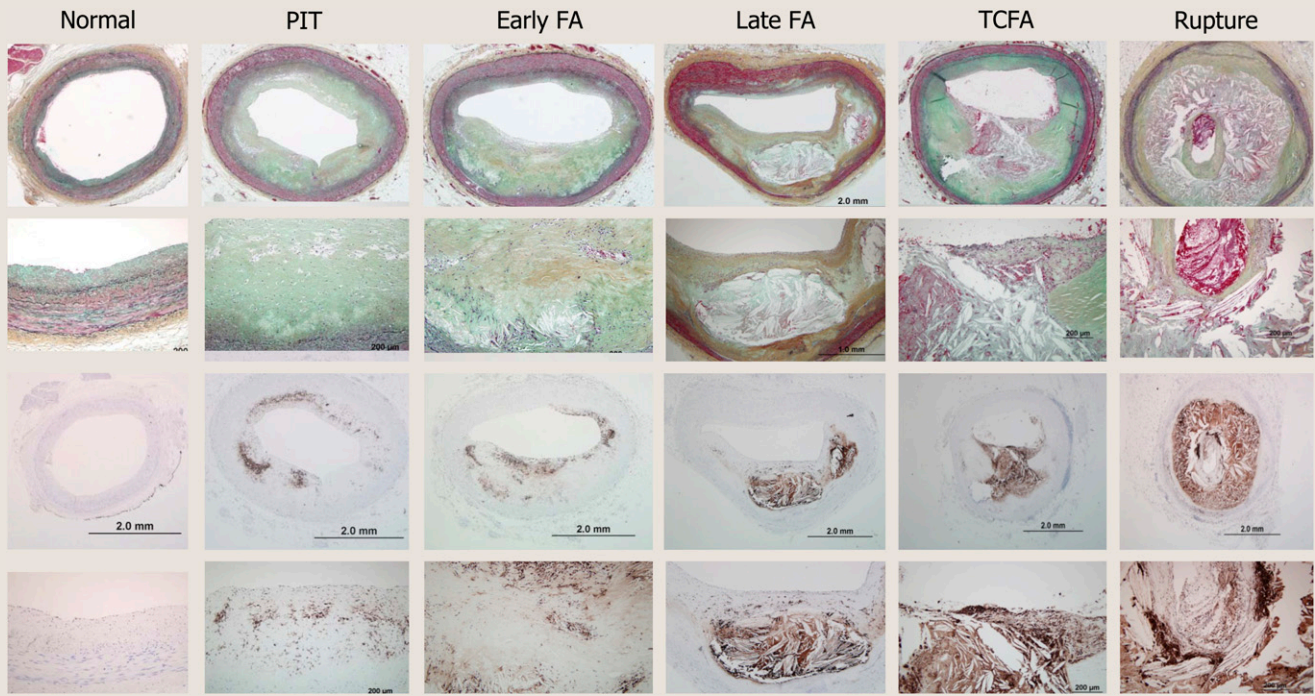 Normal PIT Early FA Late FA TCFA Rupture
2.0 mm
200 μm 1.0 mm 200 μm 200 μm
2.0 mm 2.0 mm 2.0 mm 2.0 mm 2.0 mm 2.0 mm
200 μm 200 μm